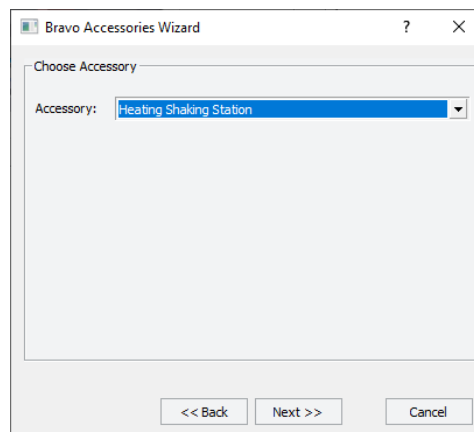 Bravo Accessories Wizard ?
Choose Accessory
Accessory: Heating Shaking Station
<< Back Next >> Cancel